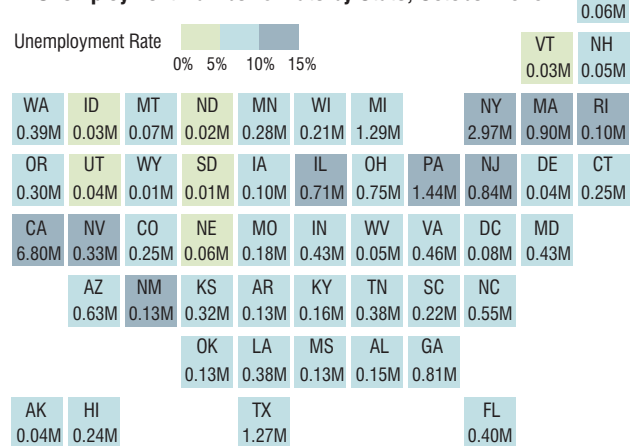 0.06M
Unemployment Rate
0% 5% 10% 15%
VT NH
0.03M 0.05M
WA ID MT ND MN WI MI NY MA RI
0.39M 0.03M 0.07M 0.02M 0.28M 0.21M 1.29M 2.97M 0.90M 0.10M
OR UT WY SD IA IL OH PA NJ DE CT
0.30M 0.04M 0.01M 0.01M 0.10M 0.71M 0.75M 1.44M 0.84M 0.04M 0.25M
CA NV CO NE MO IN WV VA DC MD
6.80M 0.33M 0.25M 0.06M 0.18M 0.43M 0.05M 0.46M 0.08M 0.43M
AZ NM KS AR KY TN SC NC
0.63M 0.13M 0.32M 0.13M 0.16M 0.38M 0.22M 0.55M
OK LA MS AL GA
0.13M 0.38M 0.13M 0.15M 0.81M
AK HI TX FL
0.04M 0.24M 1.27M 0.40M